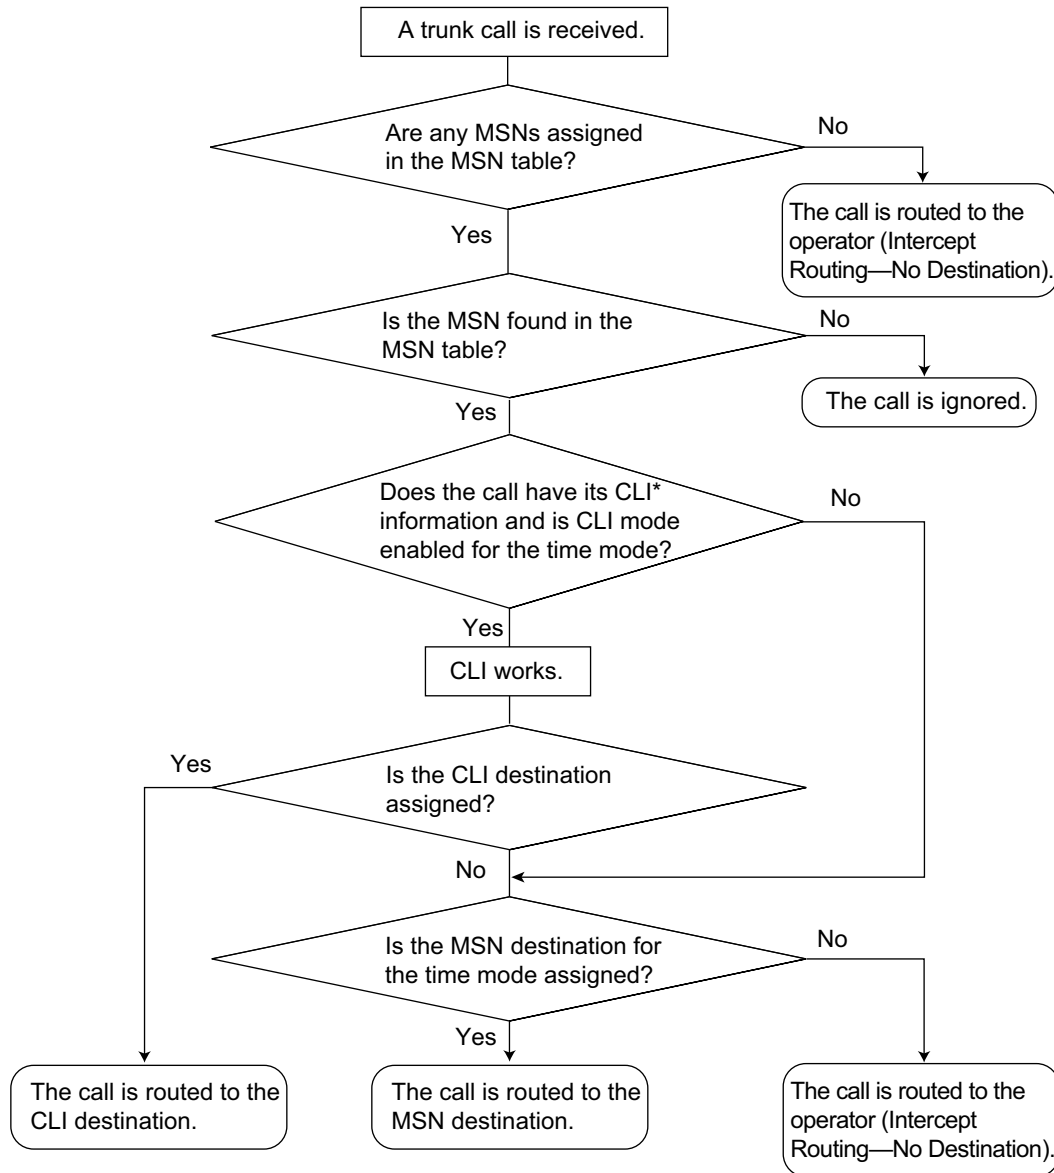 A trunk call is received.
Are any MSNs assigned
in the MSN table?
No
Yes
The call is routed to the
operator (Intercept
Routing—No Destination).
Is the MSN found in the
MSN table?
No
Yes
The call is ignored.
Does the call have its CLI*
information and is CLI mode
enabled for the time mode?
No
Yes
CLI works.
Yes
Is the CLI destination
assigned?
No
Is the MSN destination for
the time mode assigned?
No
Yes
The call is routed to the
CLI destination.
The call is routed to the
MSN destination.
The call is routed to the
operator (Intercept
Routing—No Destination).